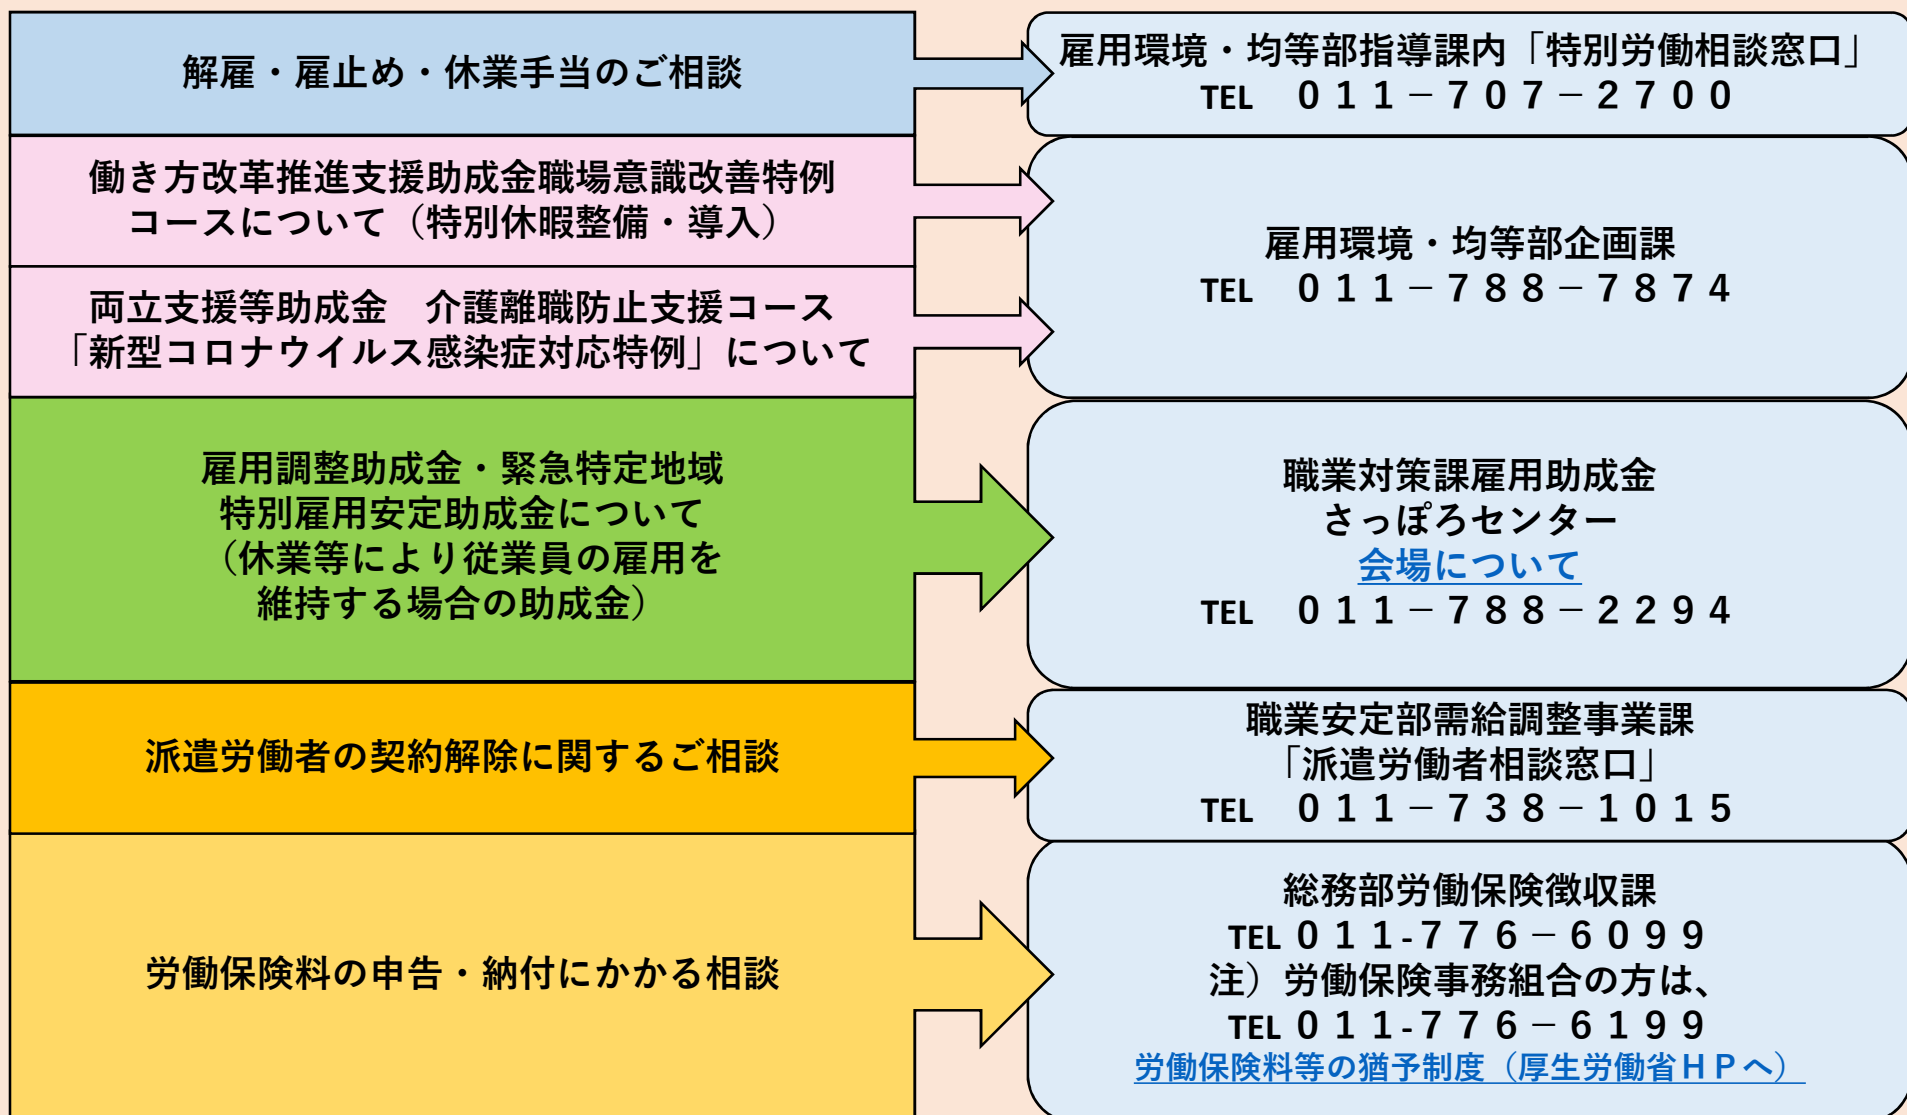 解雇・雇止め・休業手当のご相談
雇用環境・均等部指導課内「特別労働相談窓口」
TEL　０１１－７０７－２７００
働き方改革推進支援助成金職場意識改善特例
コースについて（特別休暇整備・導入）
両立支援等助成金　介護離職防止支援コース
「新型コロナウイルス感染症対応特例」について
雇用環境・均等部企画課
TEL　０１１－７８８－７８７４
雇用調整助成金・緊急特定地域
特別雇用安定助成金について
（休業等により従業員の雇用を
維持する場合の助成金）
職業対策課雇用助成金
さっぽろセンター
会場について
TEL　０１１－７８８－２２９４
派遣労働者の契約解除に関するご相談
職業安定部需給調整事業課
「派遣労働者相談窓口」
TEL　０１１－７３８－１０１５
労働保険料の申告・納付にかかる相談
総務部労働保険徴収課
TEL ０１１-７７６－６０９９
注）労働保険事務組合の方は、
TEL ０１１-７７６－６１９９
労働保険料等の猶予制度（厚生労働省ＨＰへ）